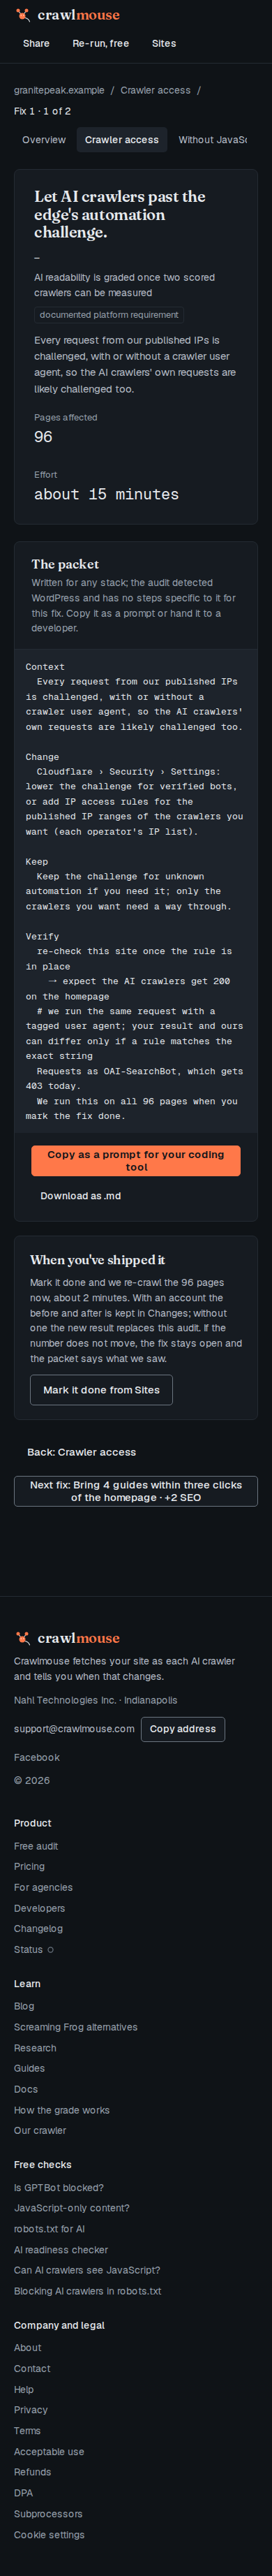 crawlmouse
Share Re-run, free Sites
granitepeak.example / Crawler access /
Fix 1 · 1 of 2
Overview Crawler access Without JavaSc
Let AI crawlers past the
edge's automation
challenge.
–
AI readability is graded once two scored
crawlers can be measured
documented platform requirement
Every request from our published IPs is
challenged, with or without a crawler user
agent, so the AI crawlers' own requests are
likely challenged too.
Pages affected
96
Effort
about 15 minutes
The packet
Written for any stack; the audit detected
WordPress and has no steps specific to it for
this fix. Copy it as a prompt or hand it to a
developer.
Context
Every request from our published IPs
is challenged, with or without a
crawler user agent, so the AI crawlers'
own requests are likely challenged too.
Change
Cloudflare › Security › Settings:
lower the challenge for verified bots,
or add IP access rules for the
published IP ranges of the crawlers you
want (each operator's IP list).
Keep
Keep the challenge for unknown
automation if you need it; only the
crawlers you want need a way through.
Verify
re-check this site once the rule is
in place
→ expect the AI crawlers get 200
on the homepage
# we run the same request with a
tagged user agent; your result and ours
can differ only if a rule matches the
exact string
Requests as OAI-SearchBot, which gets
403 today.
We run this on all 96 pages when you
mark the fix done.
Copy as a prompt for your coding
tool
Download as .md
When you've shipped it
Mark it done and we re-crawl the 96 pages
now, about 2 minutes. With an account the
before and after is kept in Changes; without
one the new result replaces this audit. If the
number does not move, the fix stays open and
the packet says what we saw.
Mark it done from Sites
Back: Crawler access
Next fix: Bring 4 guides within three clicks
of the homepage · +2 SEO
crawlmouse
Crawlmouse fetches your site as each AI crawler
and tells you when that changes.
Nahl Technologies Inc. · Indianapolis
support@crawlmouse.com Copy address
Facebook
© 2026
Product
Free audit
Pricing
For agencies
Developers
Changelog
Status
Learn
Blog
Screaming Frog alternatives
Research
Guides
Docs
How the grade works
Our crawler
Free checks
Is GPTBot blocked?
JavaScript-only content?
robots.txt for AI
AI readiness checker
Can AI crawlers see JavaScript?
Blocking AI crawlers in robots.txt
Company and legal
About
Contact
Help
Privacy
Terms
Acceptable use
Refunds
DPA
Subprocessors
Cookie settings